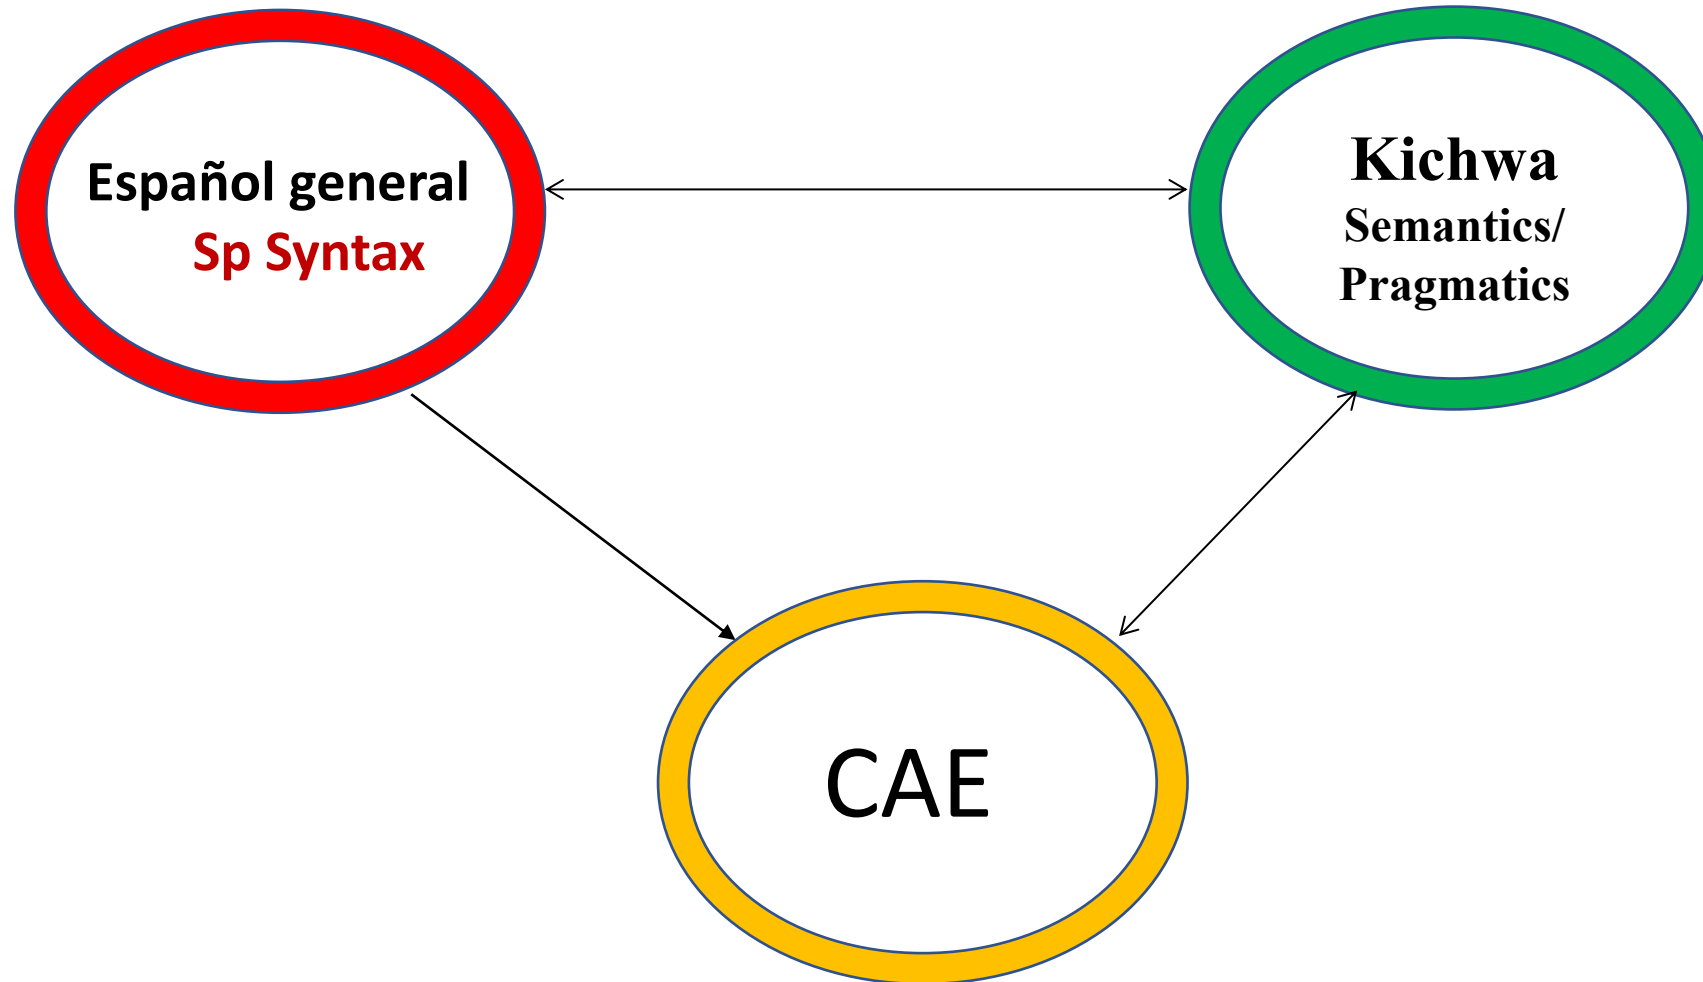 Español general
Sp Syntax
Kichwa
Semantics/
Pragmatics
CAE